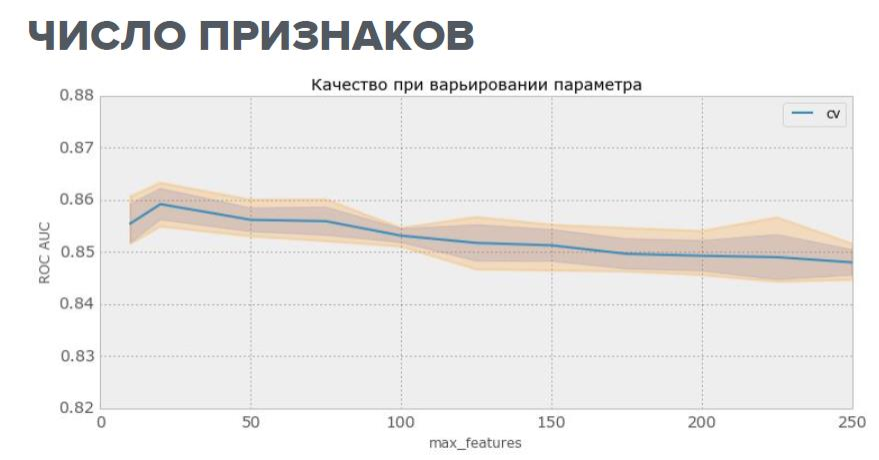 ЧИСЛО ПРИЗНАКОВ
Качество при варьировании параметра
cv
0.88
0.87
0.86
0.85
0.84
0.83
0.82
ROC AUC
0 50 100 150 200 250
max_features